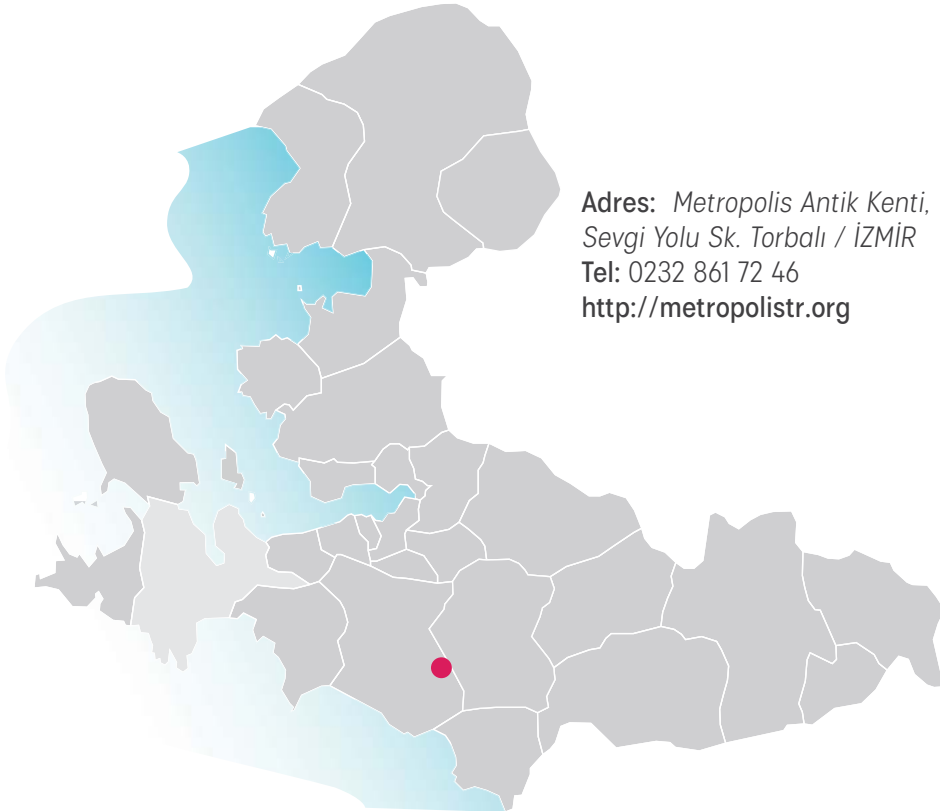 Adres: Metropolis Antik Kenti,
Sevgi Yolu Sk. Torbalı / İZMİR
Tel: 0232 861 72 46
http://metropolistr.org